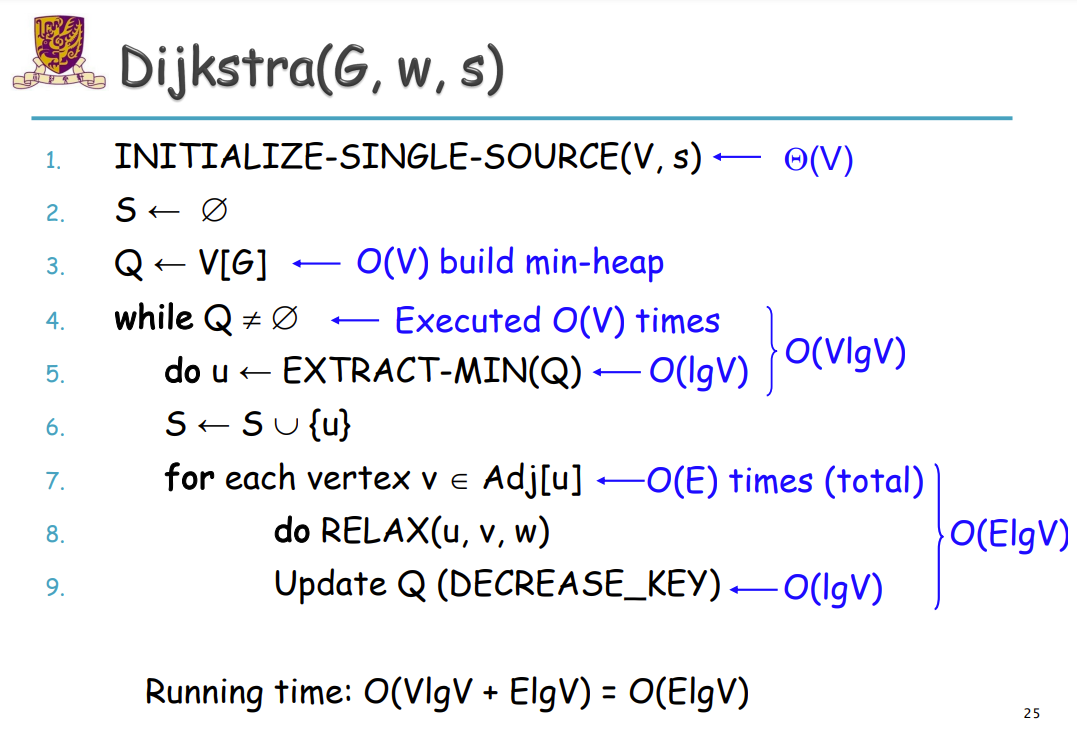 Dijkstra(G, w, s)
1. INITIALIZE-SINGLE-SOURCE(V, s) ← Θ(V)
2. S ← ∅
3. Q ← V[G] ← O(V) build min-heap
4. while Q ≠ ∅ ← Executed O(V) times
5. do u ← EXTRACT-MIN(Q) ← O(lgV)
O(VlgV)
6. S ← S ∪ {u}
7. for each vertex v ∈ Adj[u] ← O(E) times (total)
8. do RELAX(u, v, w)
O(ElgV)
9. Update Q (DECREASE_KEY) ← O(lgV)
Running time: O(VlgV + ElgV) = O(ElgV)
25